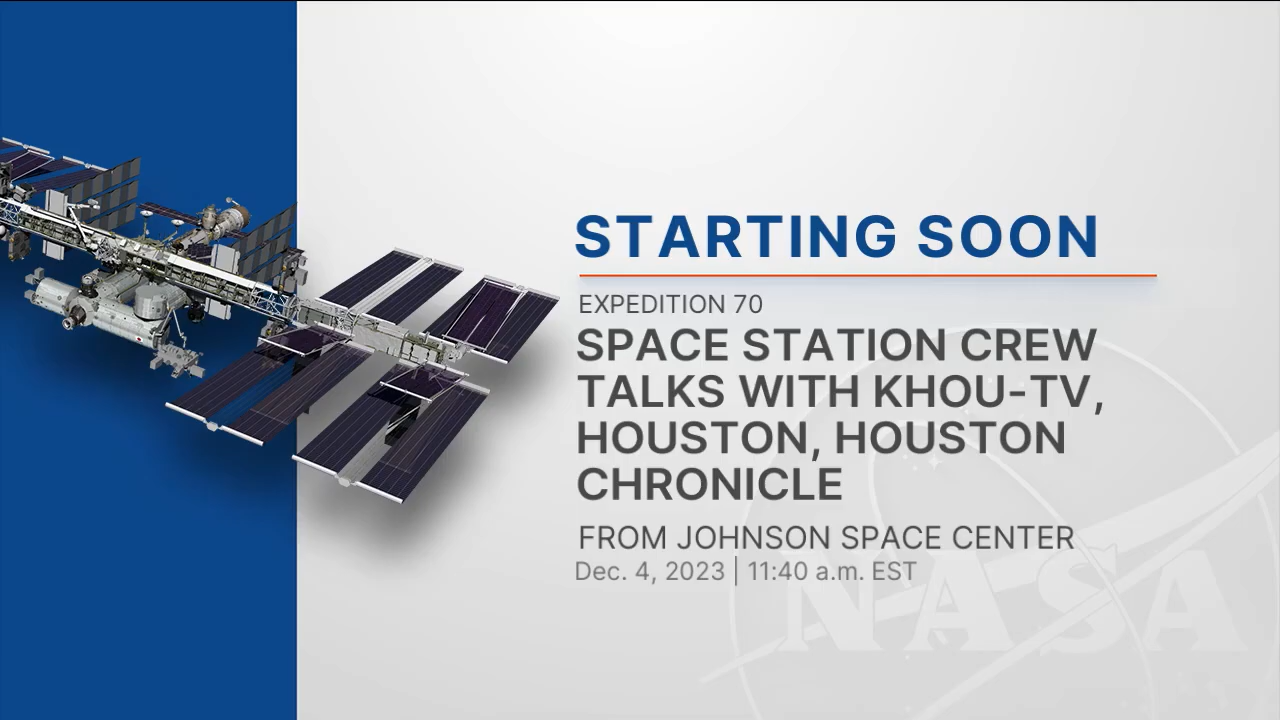 STARTING SOON
EXPEDITION 70
SPACE STATION CREW
TALKS WITH KHOU-TV,
HOUSTON, HOUSTON
CHRONICLE
FROM JOHNSON SPACE CENTER
Dec. 4, 2023 | 11:40 a.m. EST
NASA